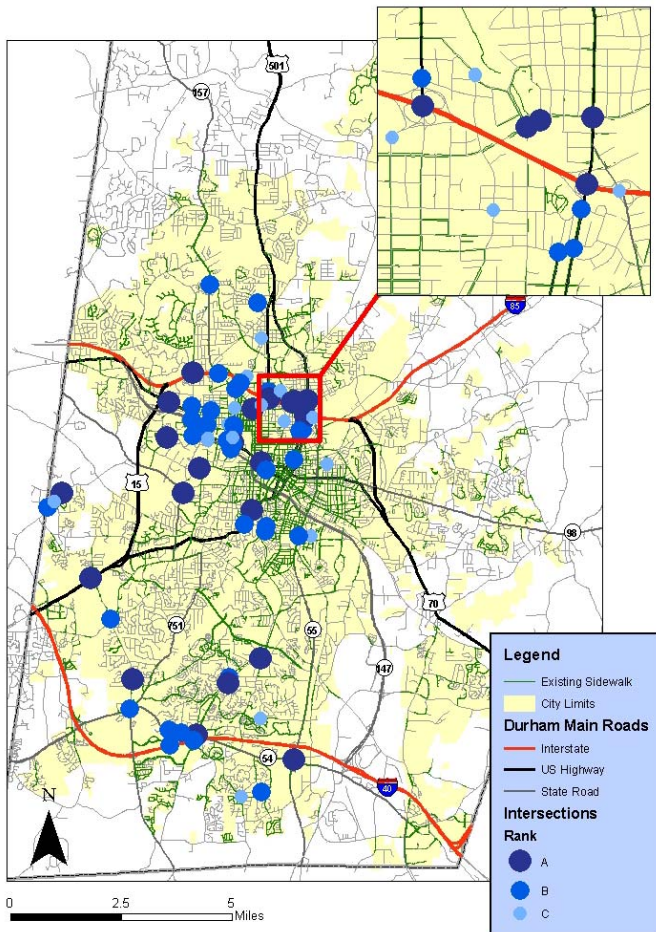 501
157
85
15
98
70
751
55
147
54
40
N
0 2.5 5
Miles
Legend
Existing Sidewalk
City Limits
Durham Main Roads
Interstate
US Highway
State Road
Intersections
Rank
A
B
C